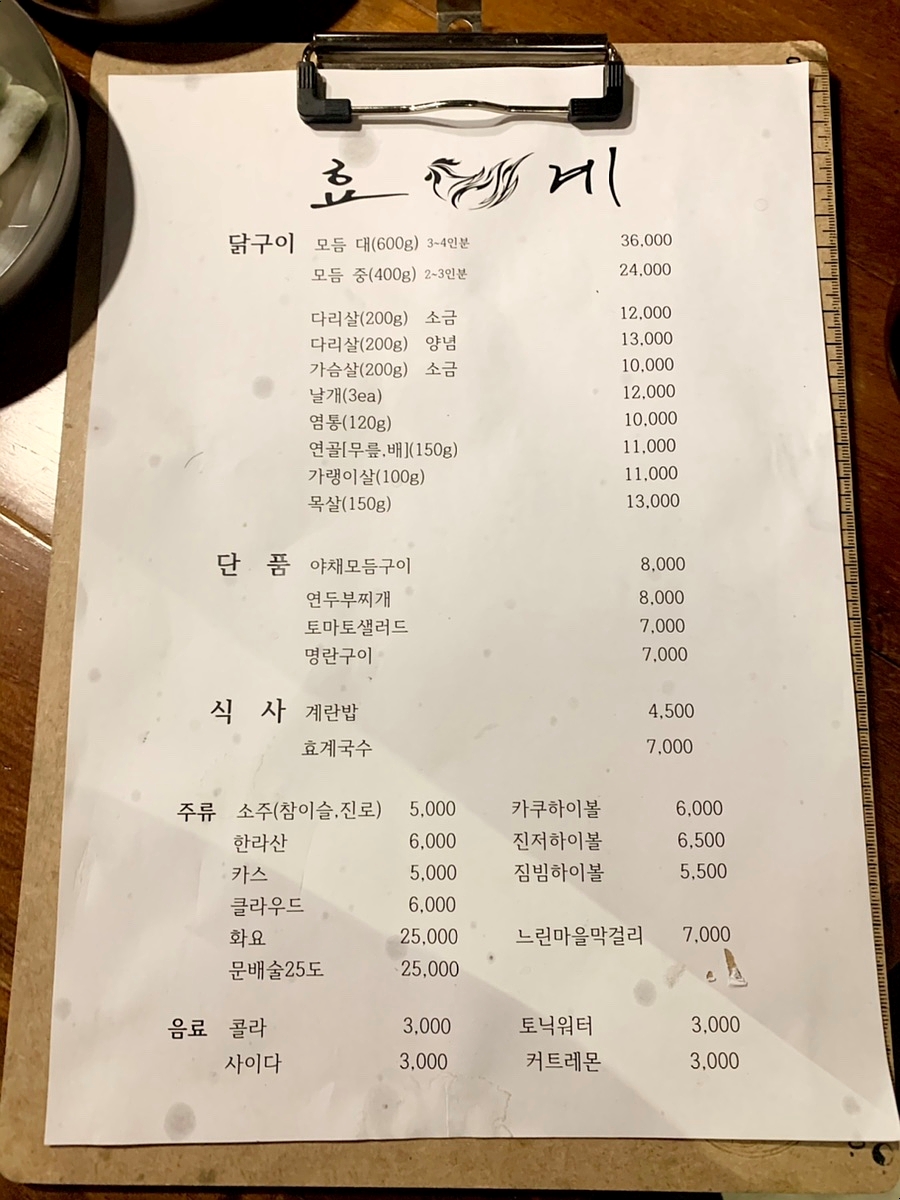 효계
닭구이 모듬 대(600g) 3~4인분 36,000
모듬 중(400g) 2~3인분 24,000
다리살(200g) 소금 12,000
다리살(200g) 양념 13,000
가슴살(200g) 소금 10,000
날개(3ea) 12,000
염통(120g) 10,000
연골[무릎,배](150g) 11,000
가랭이살(100g) 11,000
목살(150g) 13,000
단 품 야채모듬구이 8,000
연두부찌개 8,000
토마토샐러드 7,000
명란구이 7,000
식 사 계란밥 4,500
효계국수 7,000
주류 소주(참이슬,진로) 5,000 카쿠하이볼 6,000
한라산 6,000 진저하이볼 6,500
카스 5,000 짐빔하이볼 5,500
클라우드 6,000
화요 25,000 느린마을막걸리 7,000
문배술25도 25,000
음료 콜라 3,000 토닉워터 3,000
사이다 3,000 커트레몬 3,000